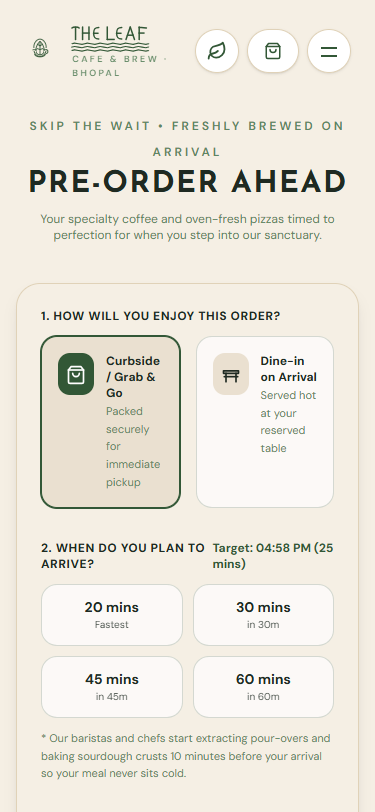 THE LEAF
CAFE & BREW ·
BHOPAL
SKIP THE WAIT • FRESHLY BREWED ON
ARRIVAL
PRE-ORDER AHEAD
Your specialty coffee and oven-fresh pizzas timed to
perfection for when you step into our sanctuary.
1. HOW WILL YOU ENJOY THIS ORDER?
Curbside
/ Grab &
Go
Packed
securely
for
immediate
pickup
Dine-in
on Arrival
Served hot
at your
reserved
table
2. WHEN DO YOU PLAN TO
ARRIVE?
Target: 04:58 PM (25
mins)
20 mins
Fastest
30 mins
in 30m
45 mins
in 45m
60 mins
in 60m
* Our baristas and chefs start extracting pour-overs and
baking sourdough crusts 10 minutes before your arrival
so your meal never sits cold.